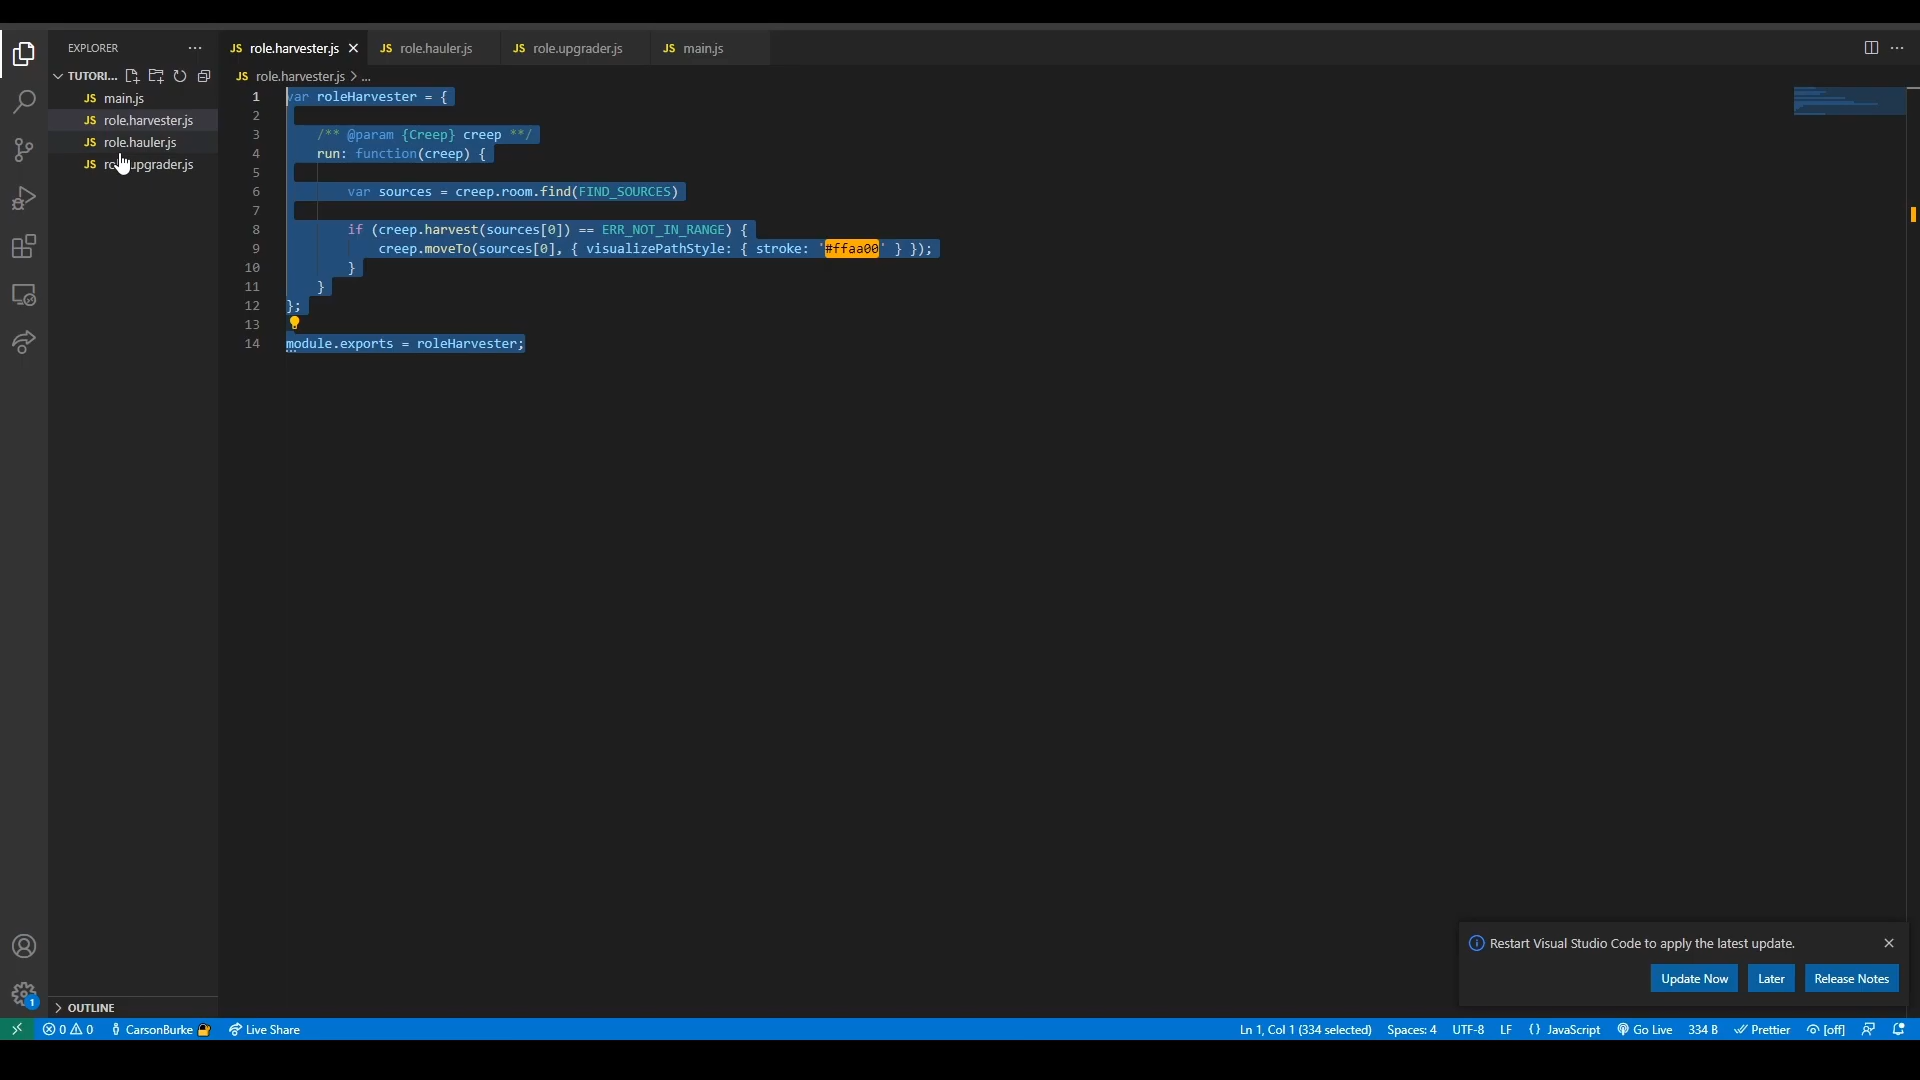 EXPLORER
TUTORI...
JS main.js
JS role.harvester.js
JS role.hauler.js
JS upgrader.js
OUTLINE
JS role.harvester.js
JS role.hauler.js
JS role.upgrader.js
JS main.js
JS role.harvester.js > ...
1 var roleHarvester = {
2
3 /** @param {Creep} creep **/
4 run: function(creep) {
5
6 var sources = creep.room.find(FIND_SOURCES)
7
8 if (creep.harvest(sources[0]) == ERR_NOT_IN_RANGE) {
9 creep.moveTo(sources[0], { visualizePathStyle: { stroke: '#ffaa00' } });
10 }
11 }
12 };
13
14 module.exports = roleHarvester;
Restart Visual Studio Code to apply the latest update.
Update Now
Later
Release Notes
1
0 0 CarsonBurke Live Share Ln 1, Col 1 (334 selected) Spaces: 4 UTF-8 LF {} JavaScript Go Live 334 B Prettier [off]